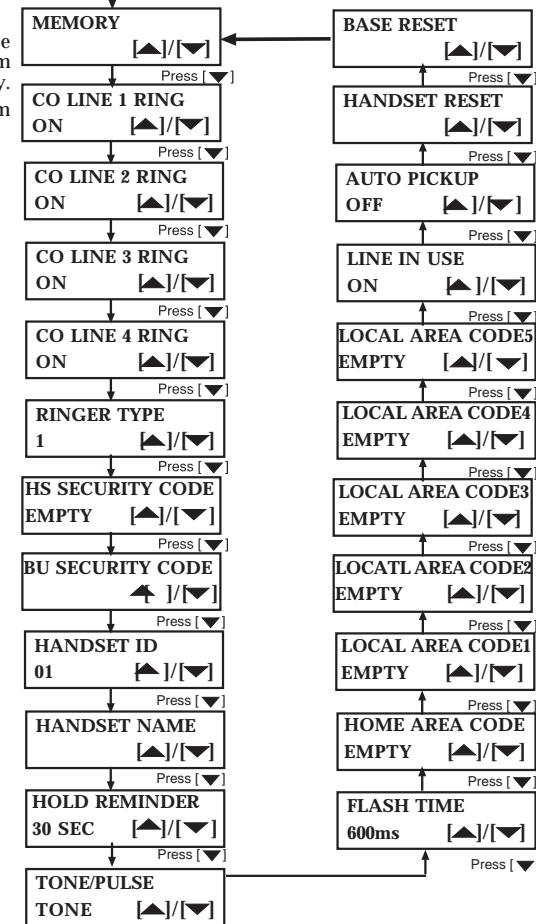 MEMORY
[▲]/[▼]
Press [▼]
CO LINE 1 RING
ON [▲]/[▼]
Press [▼]
CO LINE 2 RING
ON [▲]/[▼]
Press [▼]
CO LINE 3 RING
ON [▲]/[▼]
Press [▼]
CO LINE 4 RING
ON [▲]/[▼]
Press [▼]
RINGER TYPE
1 [▲]/[▼]
Press [▼]
HS SECURITY CODE
EMPTY [▲]/[▼]
Press [▼]
BU SECURITY CODE
[▲]/[▼]
Press [▼]
HANDSET ID
01 [▲]/[▼]
Press [▼]
HANDSET NAME
[▲]/[▼]
Press [▼]
HOLD REMINDER
30 SEC [▲]/[▼]
Press [▼]
TONE/PULSE
TONE [▲]/[▼]
BASE RESET
[▲]/[▼]
Press [▼]
HANDSET RESET
[▲]/[▼]
Press [▼]
AUTO PICKUP
OFF [▲]/[▼]
Press [▼]
LINE IN USE
ON [▲]/[▼]
Press [▼]
LOCAL AREA CODE5
EMPTY [▲]/[▼]
Press [▼]
LOCAL AREA CODE4
EMPTY [▲]/[▼]
Press [▼]
LOCAL AREA CODE3
EMPTY [▲]/[▼]
Press [▼]
LOCATL AREA CODE2
EMPTY [▲]/[▼]
Press [▼]
LOCAL AREA CODE1
EMPTY [▲]/[▼]
Press [▼]
HOME AREA CODE
EMPTY [▲]/[▼]
Press [▼]
FLASH TIME
600ms [▲]/[▼]
Press [▼